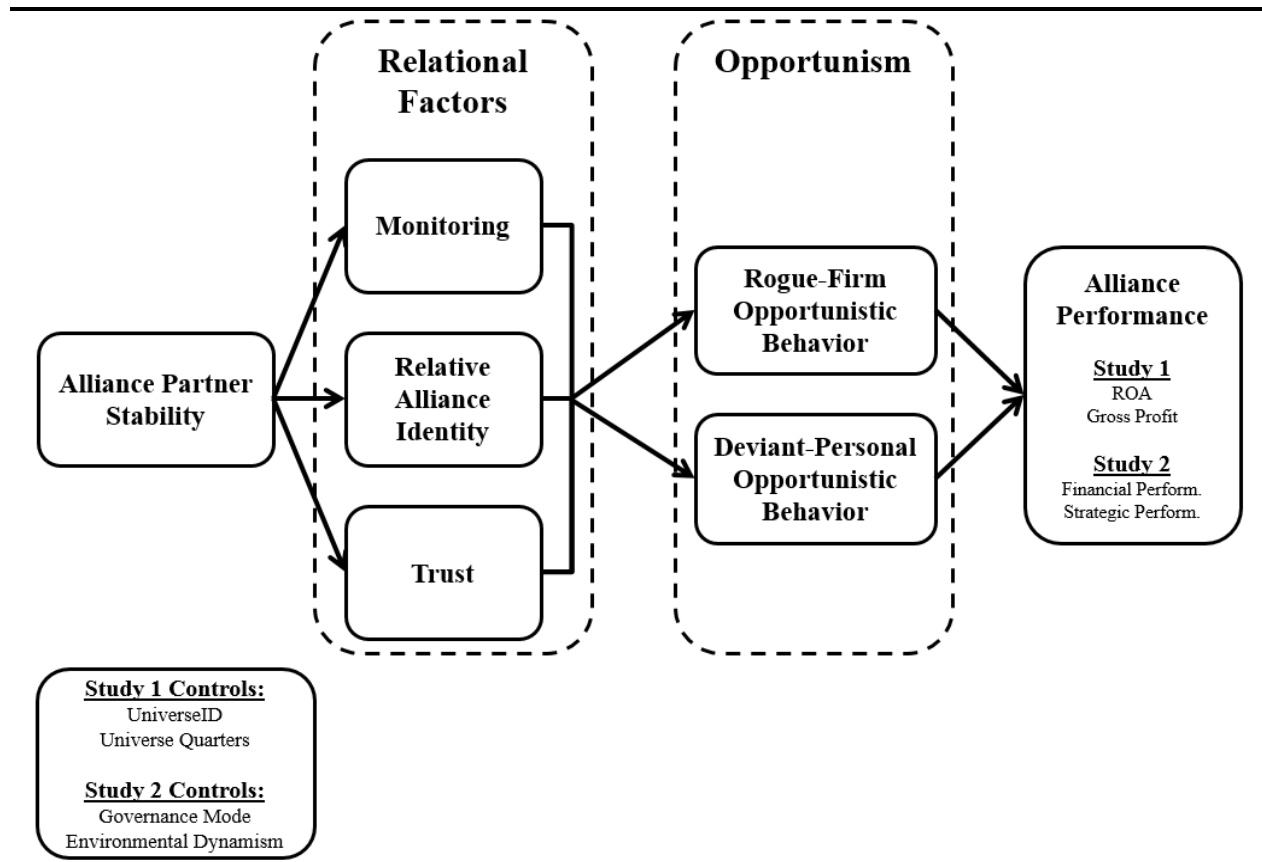 Relational
Factors
Monitoring
Relative
Alliance
Identity
Trust
Opportunism
Rogue-Firm
Opportunistic
Behavior
Deviant-Personal
Opportunistic
Behavior
Alliance Partner
Stability
Alliance
Performance
Study 1
ROA
Gross Profit
Study 2
Financial Perform.
Strategic Perform.
Study 1 Controls:
UniverseID
Universe Quarters
Study 2 Controls:
Governance Mode
Environmental Dynamism